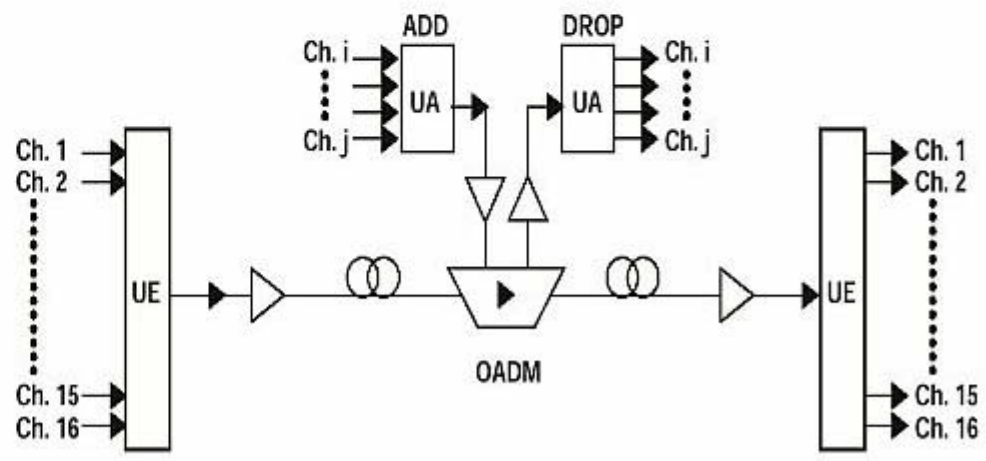 ADD DROP
Ch. i Ch. i
UA UA
Ch. j Ch. j
Ch. 1 Ch. 1
Ch. 2 Ch. 2
UE UE
OADM
Ch. 15 Ch. 15
Ch. 16 Ch. 16